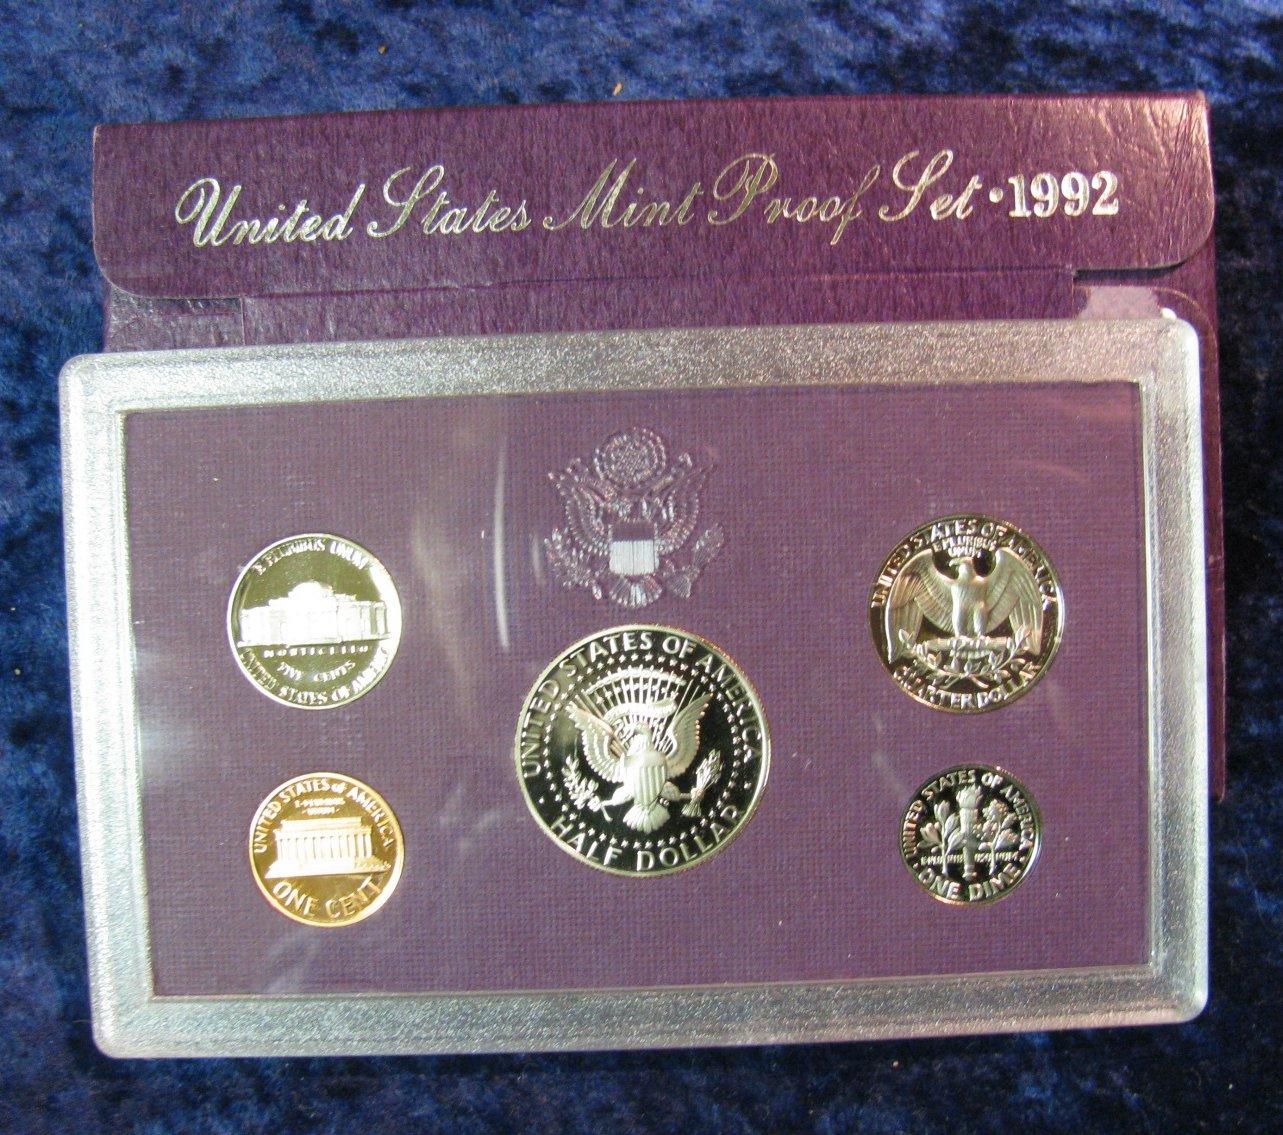 United States Mint Proof Set • 1992
E PLURIBUS UNUM
MONTICELLO
FIVE CENTS
UNITED STATES OF AMERICA
UNITED STATES OF AMERICA
E PLURIBUS
UNUM
QUARTER DOLLAR
UNITED STATES OF AMERICA
HALF DOLLAR
UNITED STATES OF AMERICA
E·PLURIBUS
UNUM
ONE CENT
UNITED STATES OF AMERICA
ONE DIME